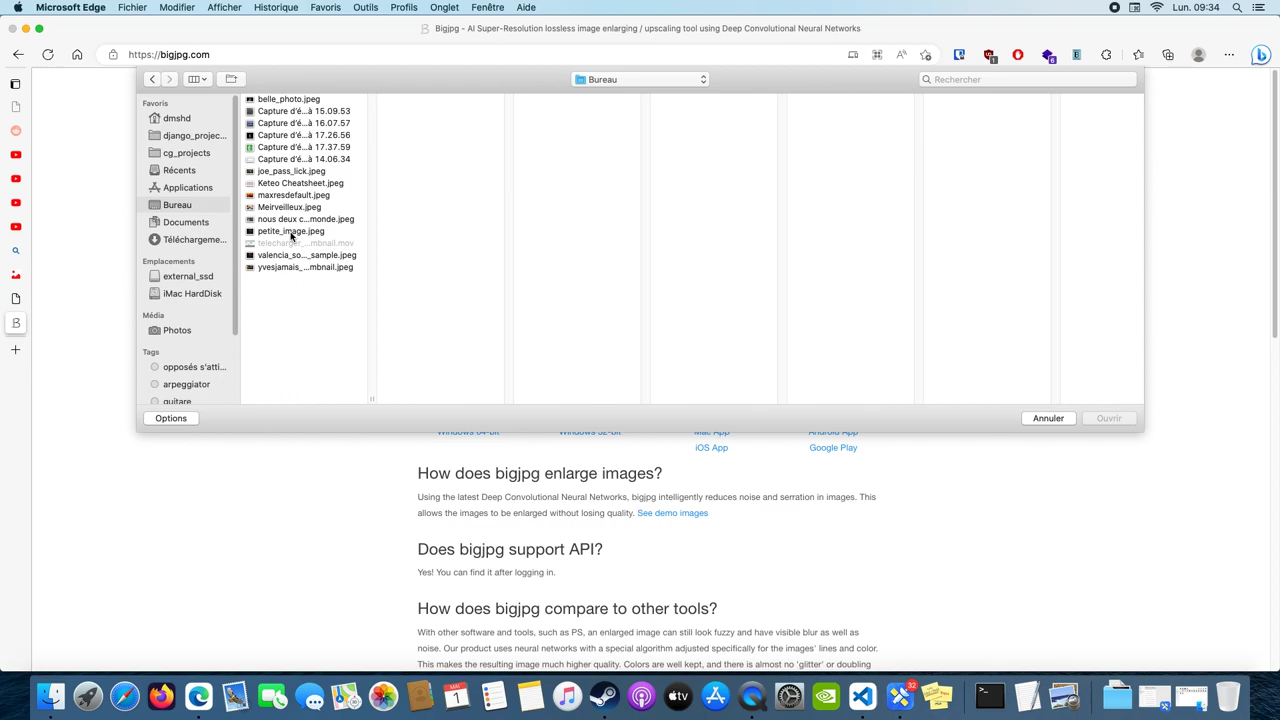 Microsoft Edge Fichier Modifier Afficher Historique Favoris Outils Profils Onglet Fenêtre Aide Lun. 09:34
Bigjpg - AI Super-Resolution lossless image enlarging / upscaling tool using Deep Convolutional Neural Networks
https://bigjpg.com
Bureau
Rechercher
Favoris
dmshd
django_projec...
cg_projects
Récents
Applications
Bureau
Documents
Téléchargeme...
Emplacements
external_ssd
iMac HardDisk
Média
Photos
Tags
opposés s'atti...
arpeggiator
guitare
belle_photo.jpeg
Capture d'é...à 15.09.53
Capture d'é...à 16.07.57
Capture d'é...à 17.26.56
Capture d'é...à 17.37.59
Capture d'é...à 14.06.34
joe_pass_lick.jpeg
Keteo Cheatsheet.jpeg
maxresdefault.jpeg
Meirveilleux.jpeg
nous deux c...monde.jpeg
petite_image.jpeg
telecharger_...mbnail.mov
valencia_so..._sample.jpeg
yvesjamais_...mbnail.jpeg
Options
Annuler
Ouvrir
Windows 64-bit Windows 32-bit Mac App Android App
iOS App Google Play
How does bigjpg enlarge images?
Using the latest Deep Convolutional Neural Networks, bigjpg intelligently reduces noise and serration in images. This
allows the images to be enlarged without losing quality. See demo images
Does bigjpg support API?
Yes! You can find it after logging in.
How does bigjpg compare to other tools?
With other software and tools, such as PS, an enlarged image can still look fuzzy and have visible blur as well as
noise. Our product uses neural networks with a special algorithm adjusted specifically for the images' lines and color.
This makes the resulting image much higher quality. Colors are well kept, and there is almost no 'glitter' or doubling
tv
32